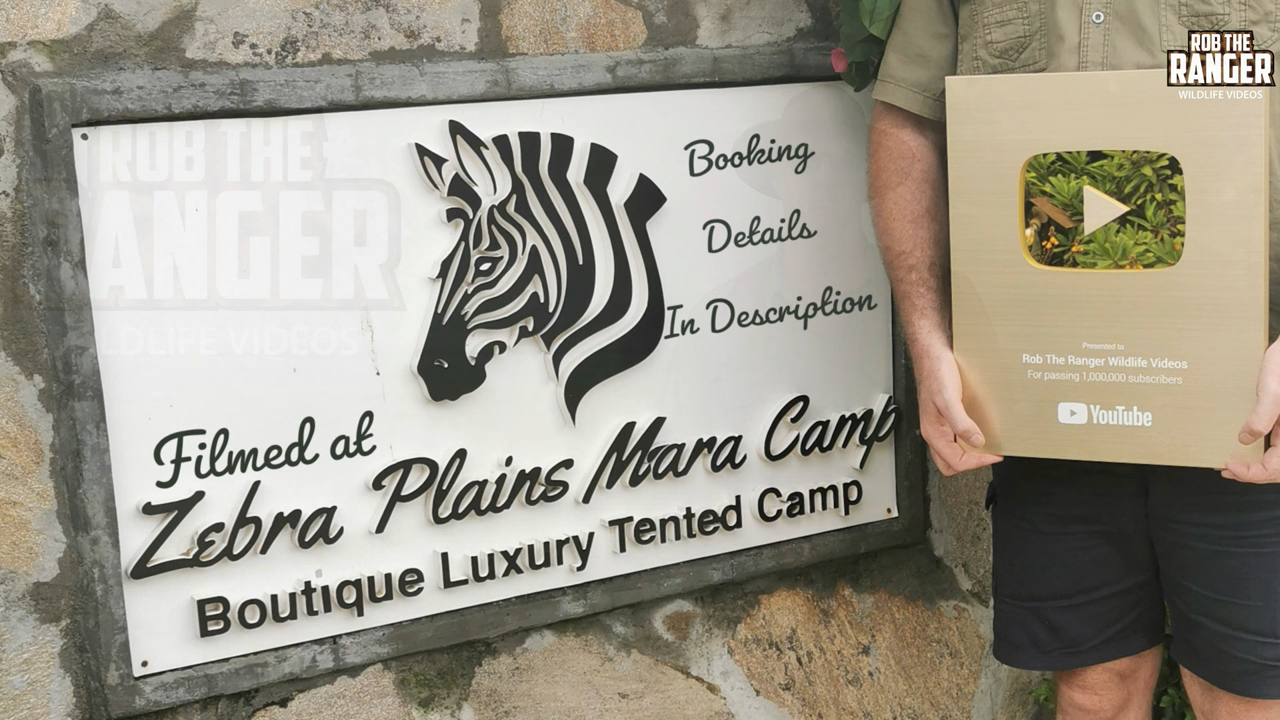 ROB THE
RANGER
WILDLIFE VIDEOS
ROB THE
RANGER
WILDLIFE VIDEOS
Booking
Details
In Description
Filmed at
Zebra Plains Mara Camp
Boutique Luxury Tented Camp
Presented to
Rob The Ranger Wildlife Videos
For passing 1,000,000 subscribers
YouTube